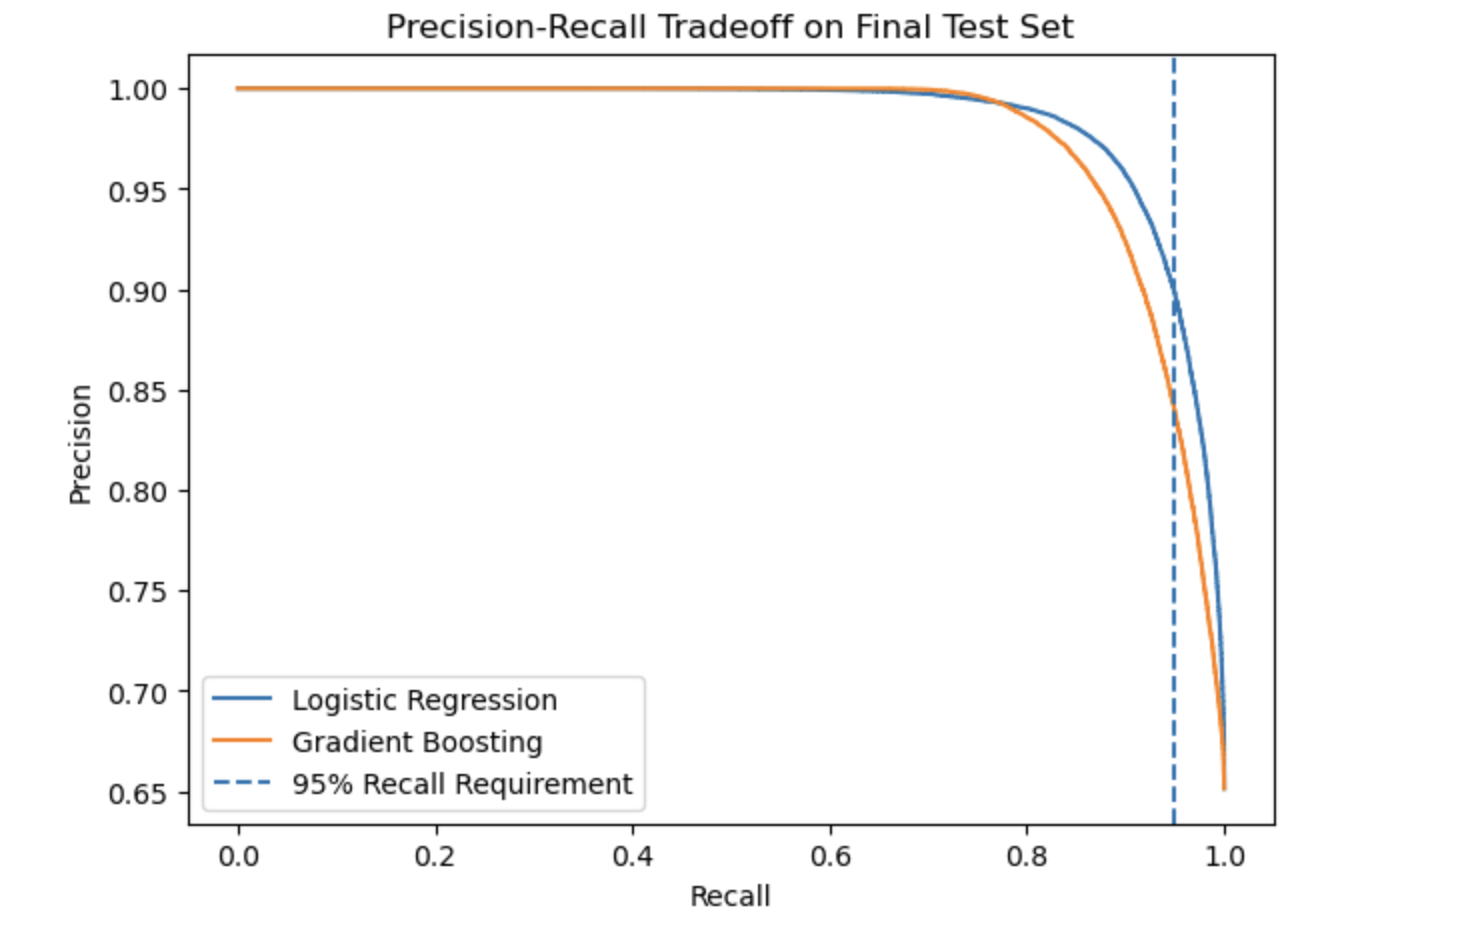 Precision-Recall Tradeoff on Final Test Set
1.00
0.95
0.90
0.85
0.80
0.75
0.70
0.65
Precision
Logistic Regression
Gradient Boosting
95% Recall Requirement
0.0 0.2 0.4 0.6 0.8 1.0
Recall